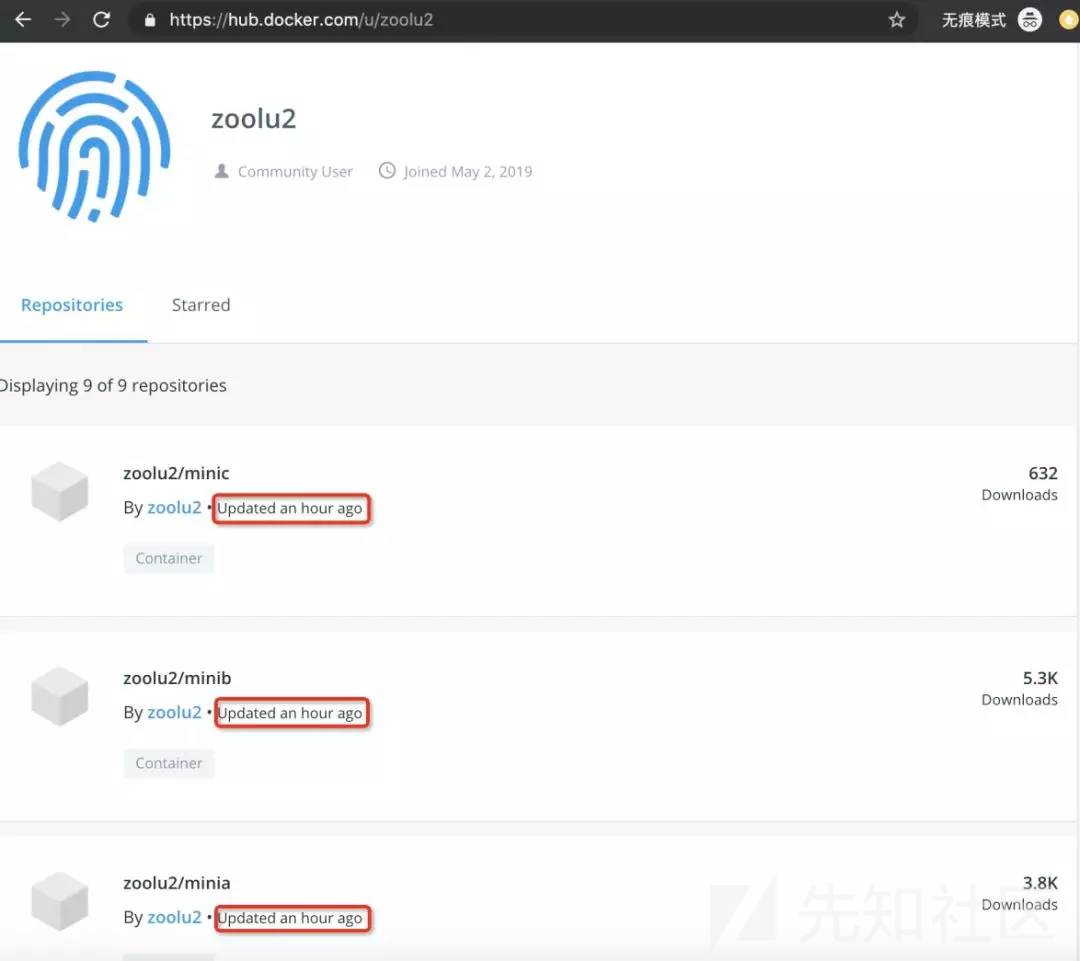 https://hub.docker.com/u/zoolu2 无痕模式
zoolu2
Community User Joined May 2, 2019
Repositories Starred
Displaying 9 of 9 repositories
zoolu2/minic 632
By zoolu2 • Updated an hour ago Downloads
Container
zoolu2/minib 5.3K
By zoolu2 • Updated an hour ago Downloads
Container
zoolu2/minia 3.8K
By zoolu2 • Updated an hour ago Downloads
先知社区